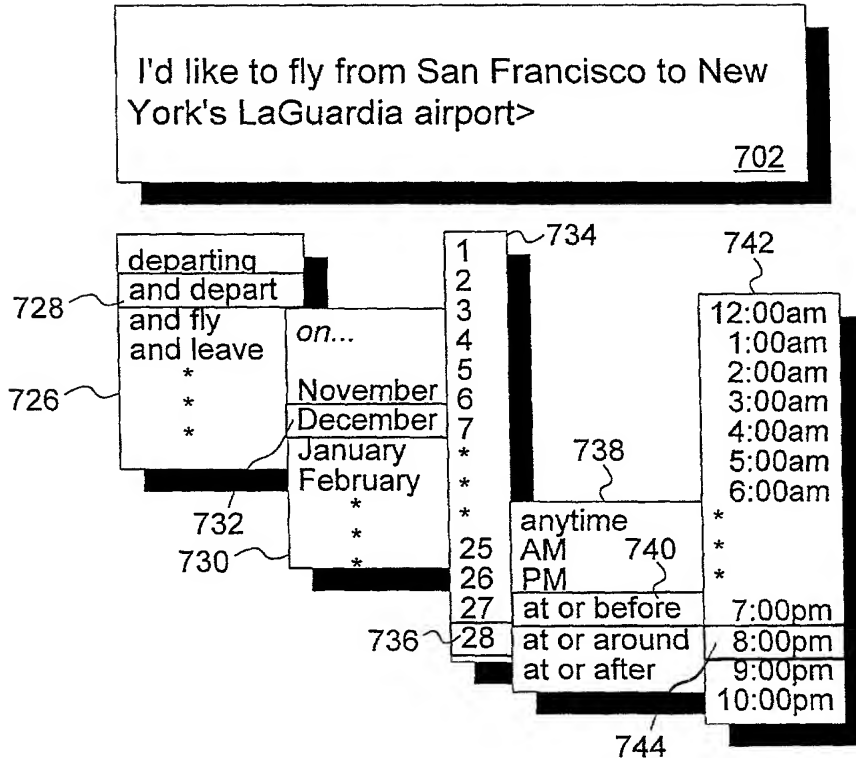 I'd like to fly from San Francisco to New
York's LaGuardia airport>
702
departing
and depart
and fly
and leave
*
*
*
728
726
on...
November
December
January
February
*
*
*
732
730
734
1
2
3
4
5
6
7
*
*
*
25
26
27
28
736
738
anytime
AM
PM
at or before
at or around
at or after
740
742
12:00am
1:00am
2:00am
3:00am
4:00am
5:00am
6:00am
*
*
*
7:00pm
8:00pm
9:00pm
10:00pm
744